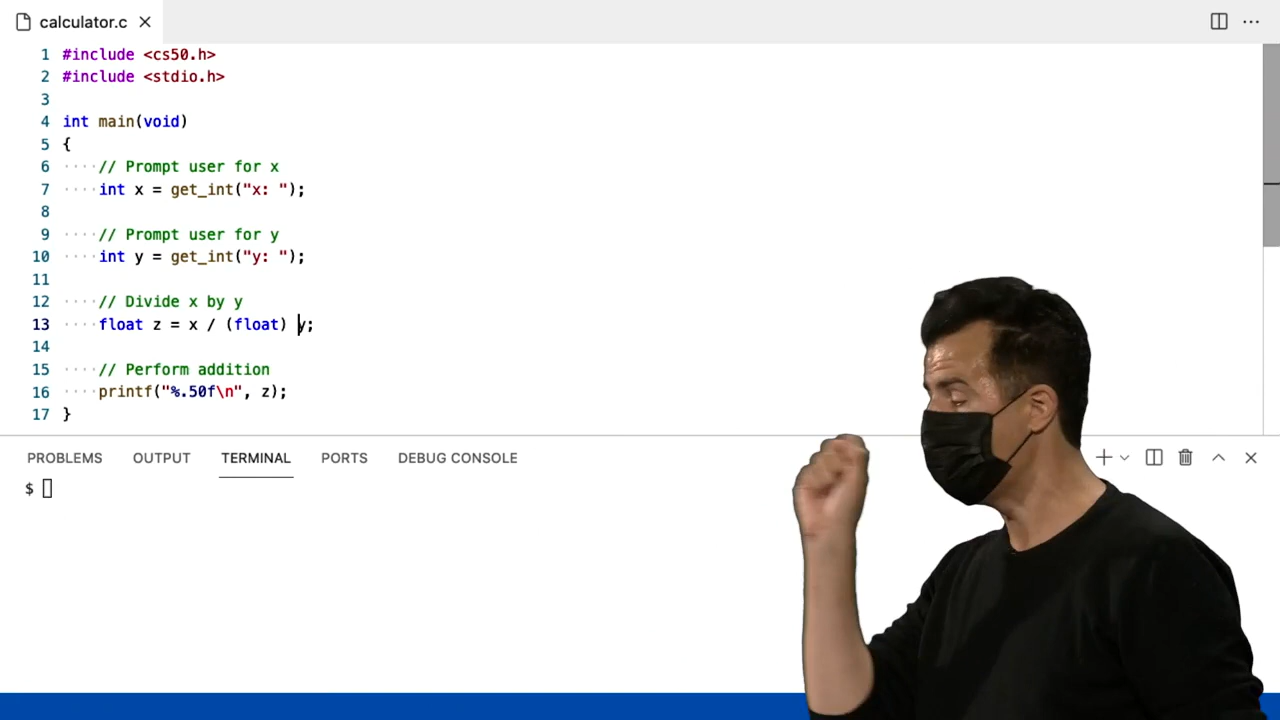 calculator.c
1 #include <cs50.h>
2 #include <stdio.h>
3
4 int main(void)
5 {
6 ····// Prompt user for x
7 ····int x = get_int("x: ");
8
9 ····// Prompt user for y
10 ····int y = get_int("y: ");
11
12 ····// Divide x by y
13 ····float z = x / (float) y;
14
15 ····// Perform addition
16 ····printf("%.50f\n", z);
17 }
PROBLEMS OUTPUT TERMINAL PORTS DEBUG CONSOLE
$